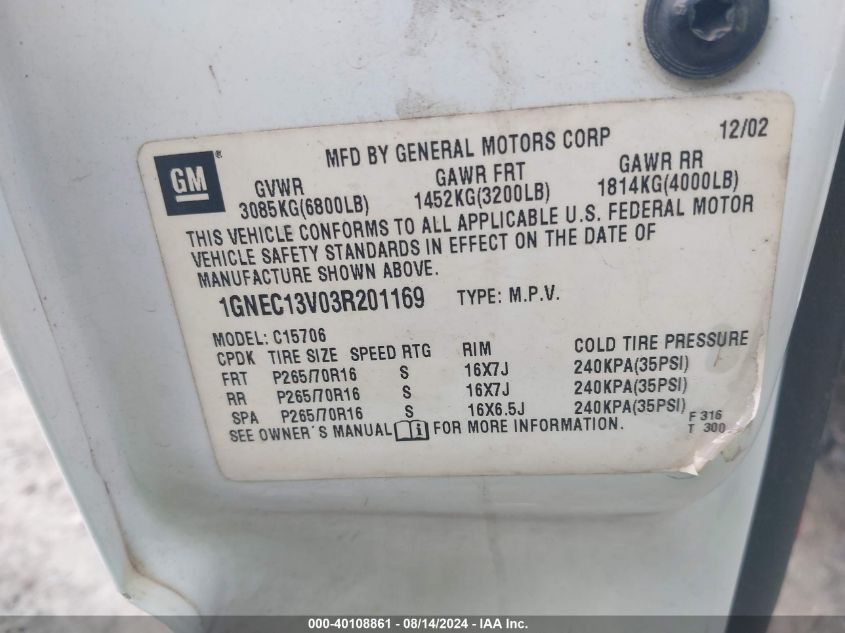 GM ® MFD BY GENERAL MOTORS CORP 12/02
GVWR GAWR FRT GAWR RR
3085KG(6800LB) 1452KG(3200LB) 1814KG(4000LB)
THIS VEHICLE CONFORMS TO ALL APPLICABLE U.S. FEDERAL MOTOR
VEHICLE SAFETY STANDARDS IN EFFECT ON THE DATE OF
MANUFACTURE SHOWN ABOVE.
1GNEC13V03R201169 TYPE: M.P.V.
MODEL: C15706
CPDK TIRE SIZE SPEED RTG RIM COLD TIRE PRESSURE
FRT P265/70R16 S 16X7J 240KPA(35PSI)
RR P265/70R16 S 16X7J 240KPA(35PSI)
SPA P265/70R16 S 16X6.5J 240KPA(35PSI)
SEE OWNER'S MANUAL i FOR MORE INFORMATION. F 316
T 300
000-40108861 - 08/14/2024 - IAA Inc.